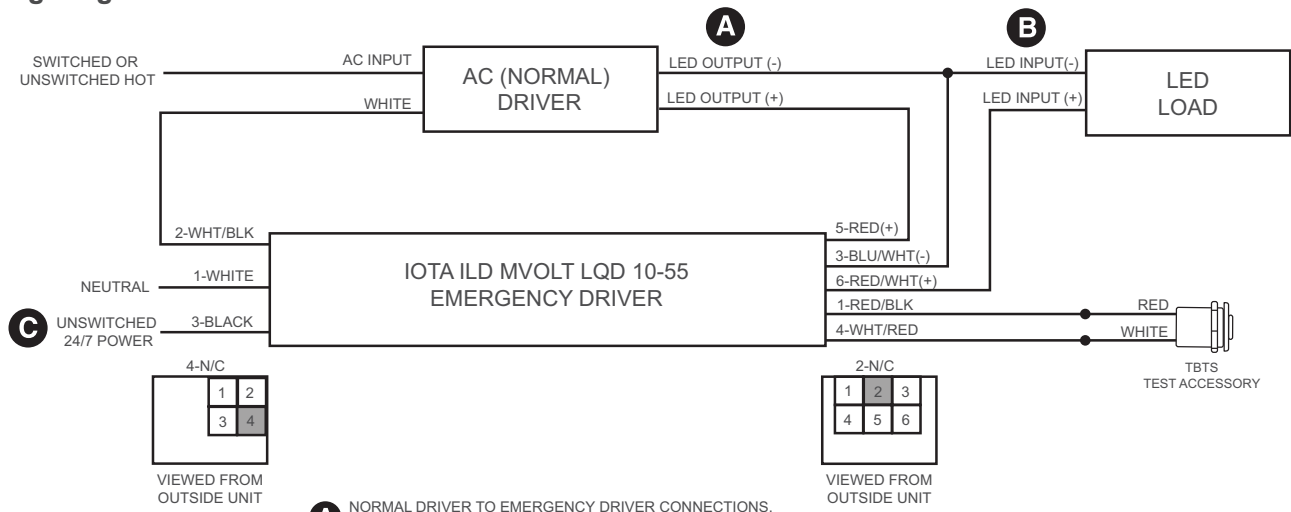 A
B
SWITCHED OR
UNSWITCHED HOT
AC INPUT
WHITE
AC (NORMAL)
DRIVER
LED OUTPUT (-)
LED OUTPUT (+)
LED INPUT(-)
LED INPUT (+)
LED
LOAD
2-WHT/BLK
NEUTRAL
1-WHITE
C
UNSWITCHED
24/7 POWER
3-BLACK
IOTA ILD MVOLT LQD 10-55
EMERGENCY DRIVER
5-RED(+)
3-BLU/WHT(-)
6-RED/WHT(+)
1-RED/BLK
4-WHT/RED
RED
WHITE
TBTS
TEST ACCESSORY
4-N/C
1 2
3 4
VIEWED FROM
OUTSIDE UNIT
2-N/C
1 2 3
4 5 6
VIEWED FROM
OUTSIDE UNIT
A NORMAL DRIVER TO EMERGENCY DRIVER CONNECTIONS.